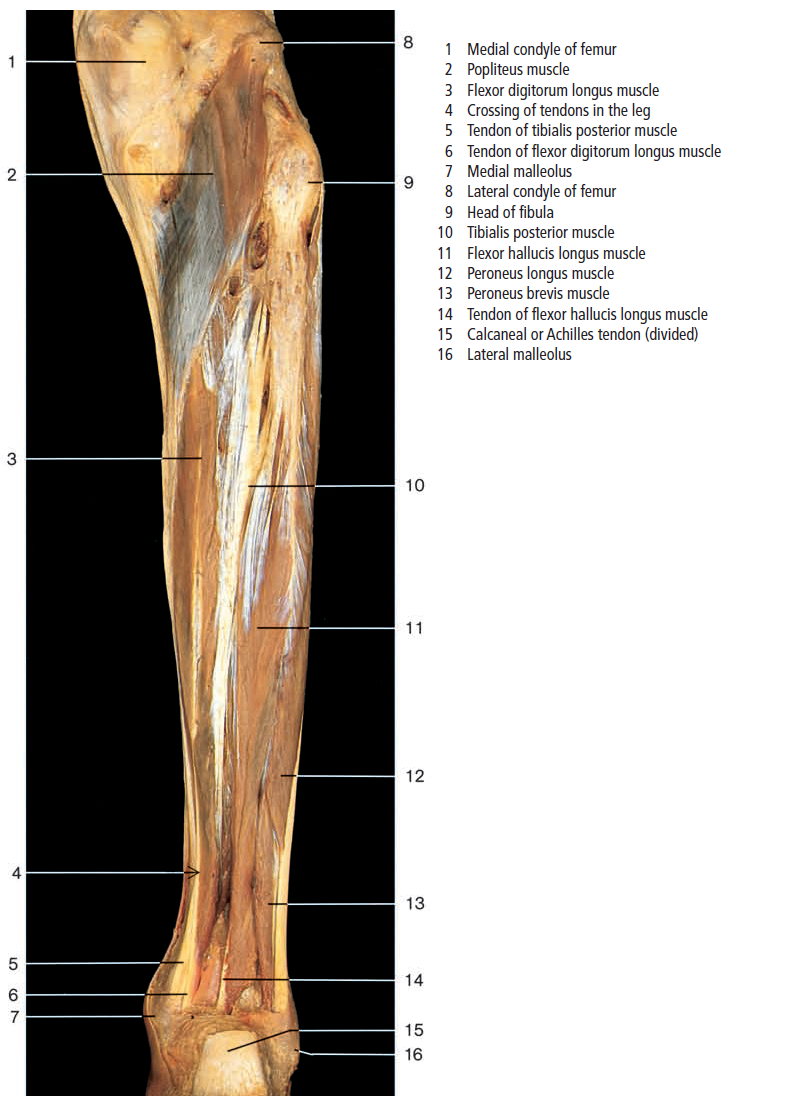 1
2
3
4
5
6
7
8
9
10
11
12
13
14
15
16
1 Medial condyle of femur
2 Popliteus muscle
3 Flexor digitorum longus muscle
4 Crossing of tendons in the leg
5 Tendon of tibialis posterior muscle
6 Tendon of flexor digitorum longus muscle
7 Medial malleolus
8 Lateral condyle of femur
9 Head of fibula
10 Tibialis posterior muscle
11 Flexor hallucis longus muscle
12 Peroneus longus muscle
13 Peroneus brevis muscle
14 Tendon of flexor hallucis longus muscle
15 Calcaneal or Achilles tendon (divided)
16 Lateral malleolus